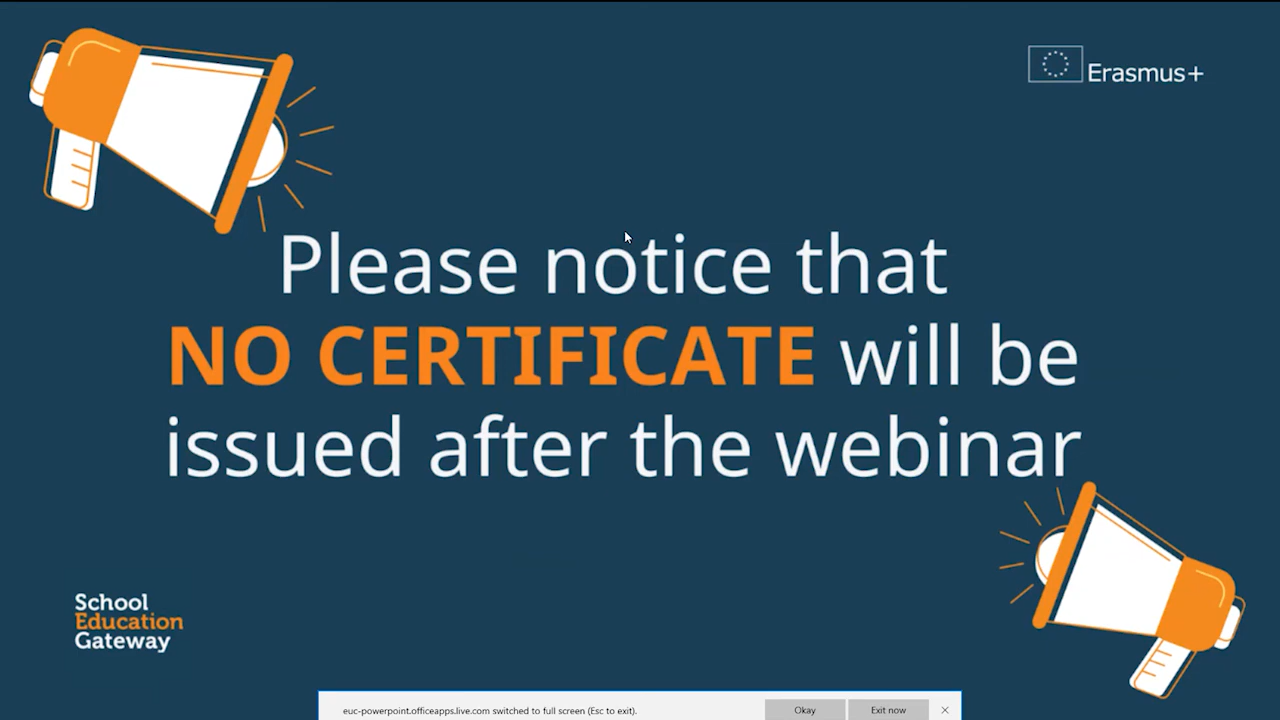 Erasmus+
Please notice that
NO CERTIFICATE will be
issued after the webinar
School
Education
Gateway
euc-powerpoint.officeapps.live.com switched to full screen (Esc to exit).
Okay
Exit now